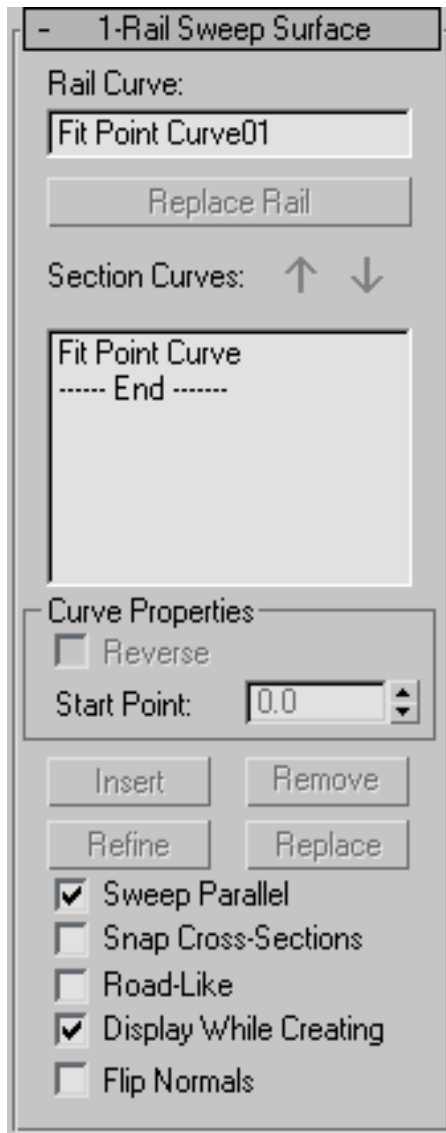 - 1-Rail Sweep Surface
Rail Curve:
Fit Point Curve01
Replace Rail
Section Curves:
Fit Point Curve
------ End -------
Curve Properties
Reverse
Start Point: 0.0
Insert Remove
Refine Replace
Sweep Parallel
Snap Cross-Sections
Road-Like
Display While Creating
Flip Normals